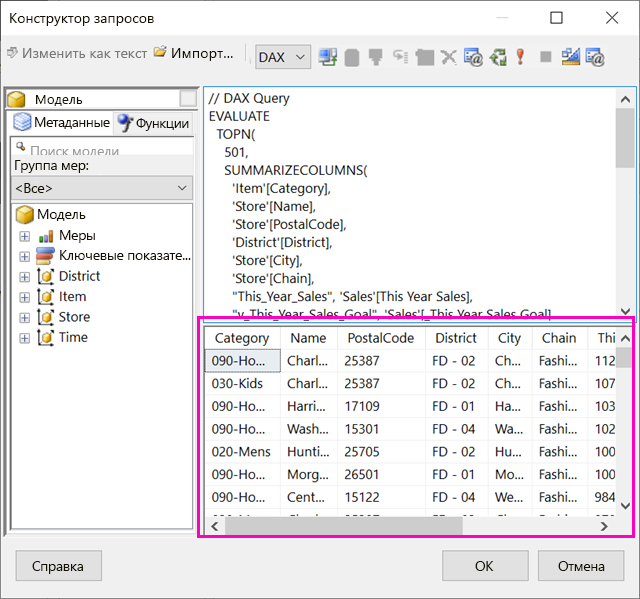 Конструктор запросов
Изменить как текст Импорт... DAX
Модель
Метаданные Функции
Поиск модели
Группа мер:
<Все>
Модель
Меры
Ключевые показате...
District
Item
Store
Time
// DAX Query
EVALUATE
TOPN(
501,
SUMMARIZECOLUMNS(
'Item'[Category],
'Store'[Name],
'Store'[PostalCode],
'District'[District],
'Store'[City],
'Store'[Chain],
"This_Year_Sales", 'Sales'[This Year Sales],
"v_This_Year_Sales_Goal", 'Sales'[_This Year Sales Goal]
Category Name PostalCode District City Chain Thi
090-Ho... Charl... 25387 FD - 02 Ch... Fashi... 112
030-Kids Charl... 25387 FD - 02 Ch... Fashi... 107
090-Ho... Harri... 17109 FD - 01 Ha... Fashi... 103
090-Ho... Wash... 15301 FD - 04 Wa... Fashi... 102
020-Mens Hunti... 25705 FD - 02 Hu... Fashi... 100
090-Ho... Morg... 26501 FD - 01 Mo... Fashi... 100
090-Ho... Cent... 15122 FD - 04 We... Fashi... 984
Справка OK Отмена